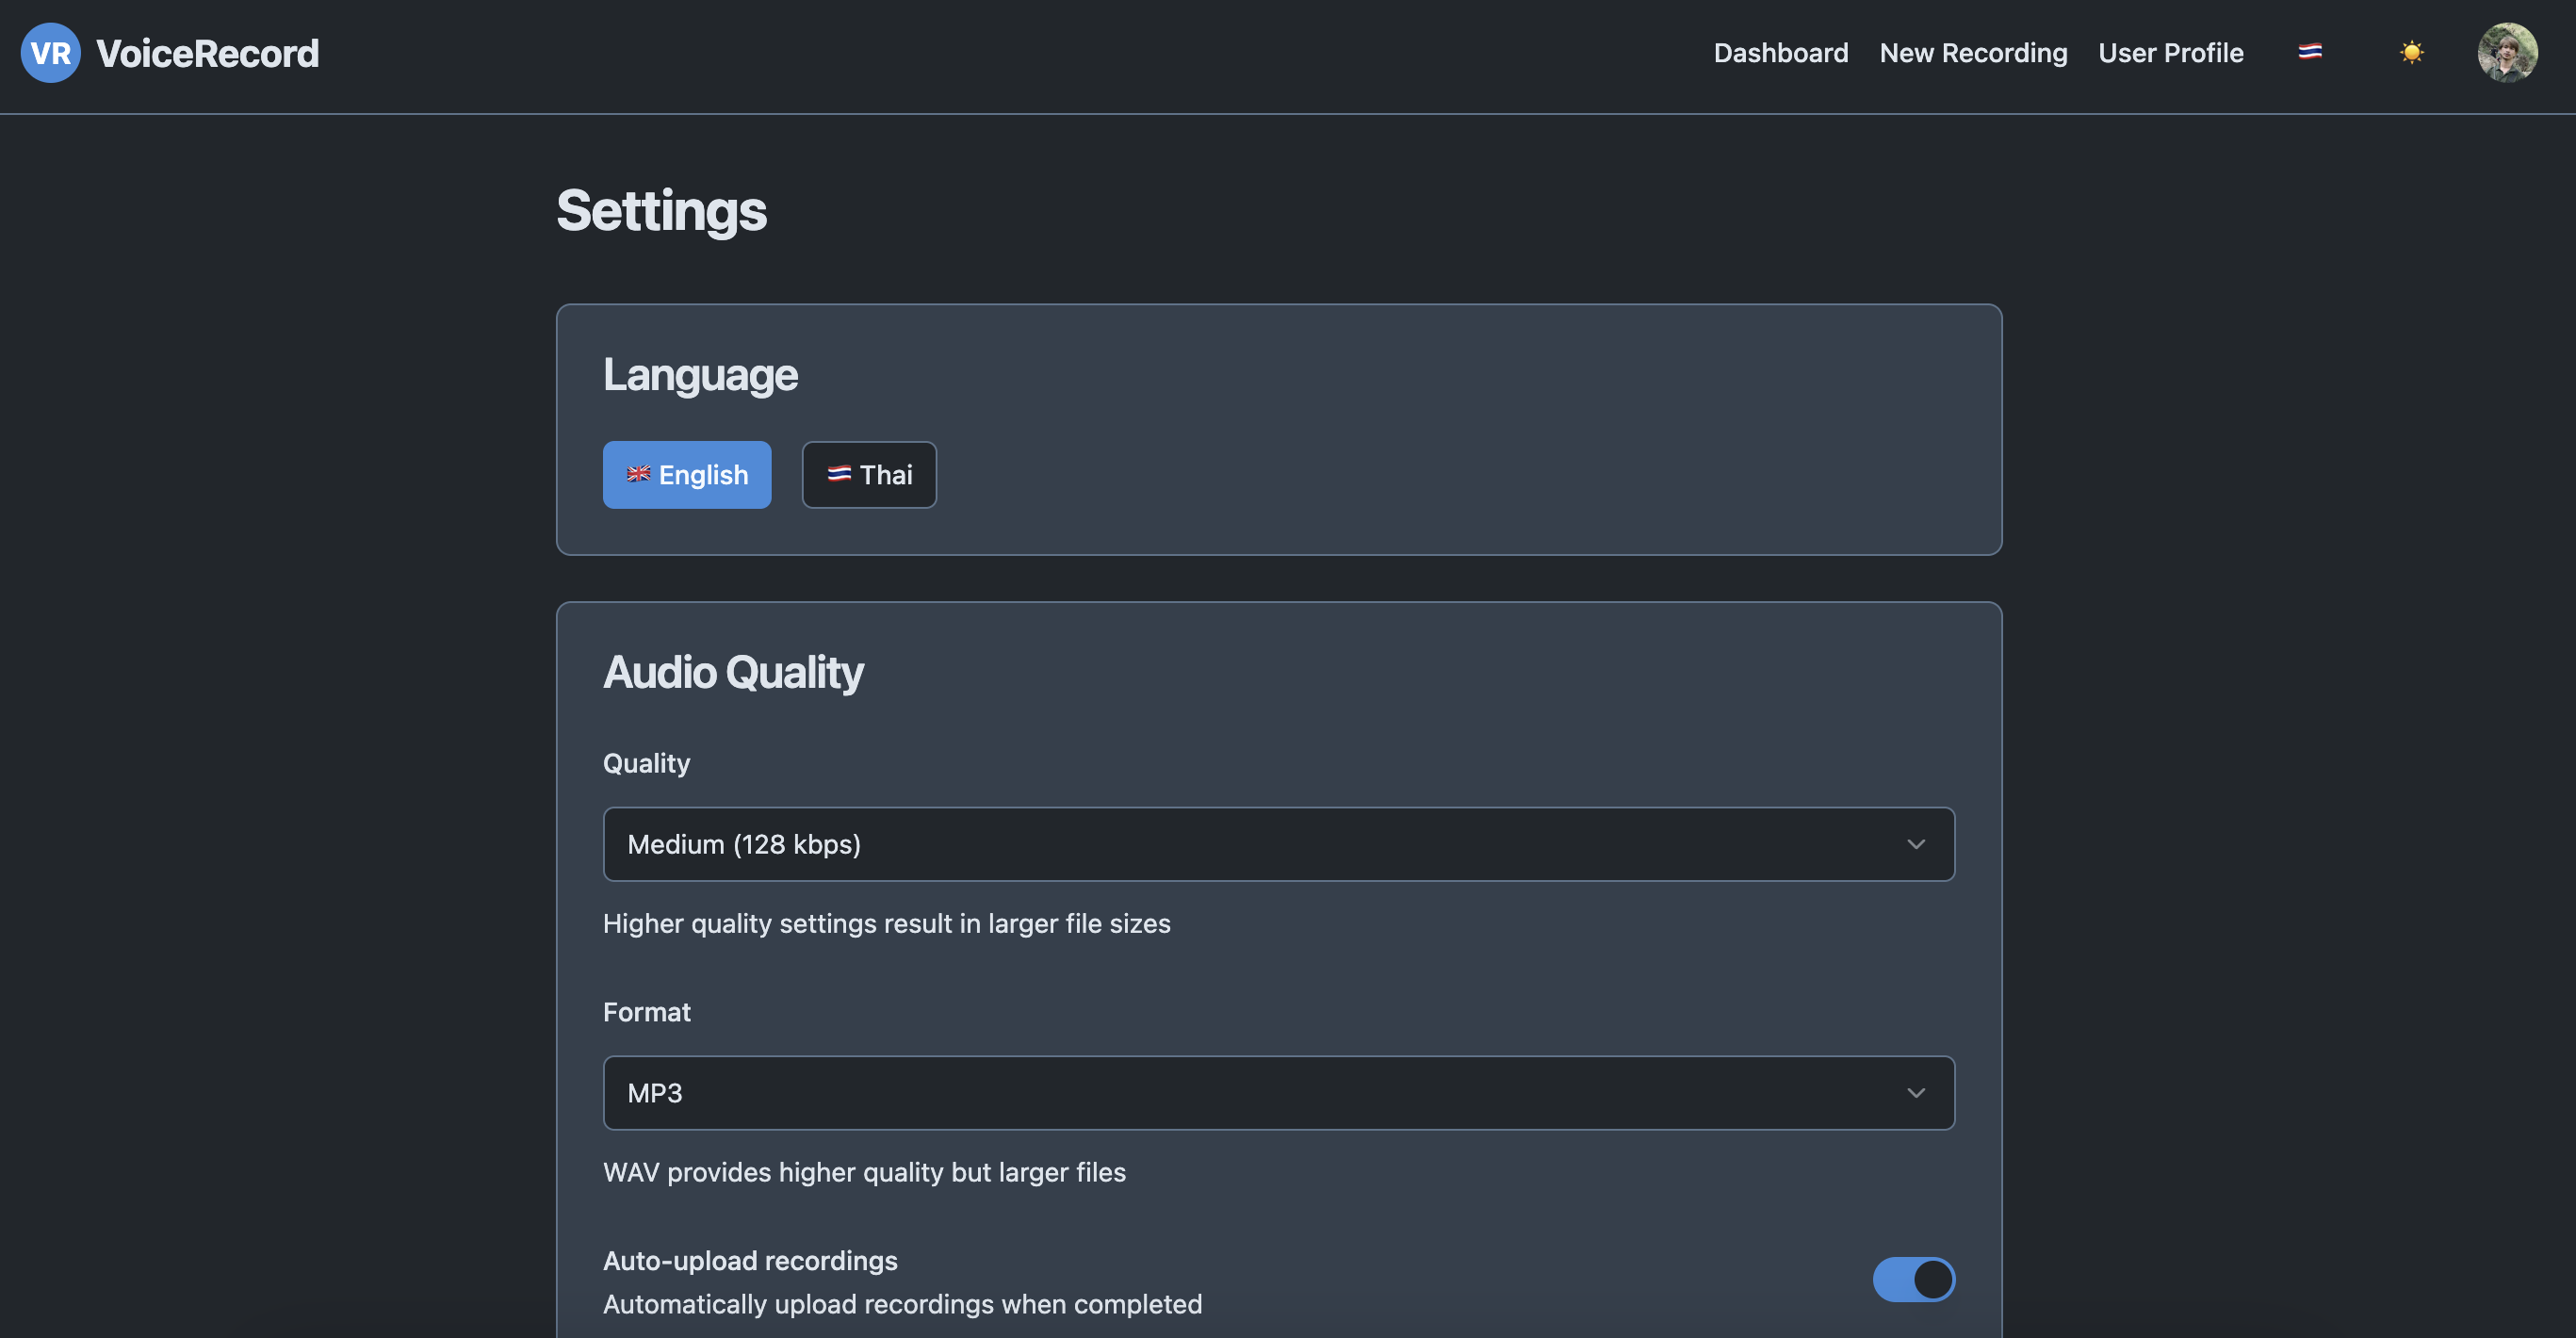 VR VoiceRecord
Dashboard New Recording User Profile
Settings
Language
English Thai
Audio Quality
Quality
Medium (128 kbps)
Higher quality settings result in larger file sizes
Format
MP3
WAV provides higher quality but larger files
Auto-upload recordings
Automatically upload recordings when completed